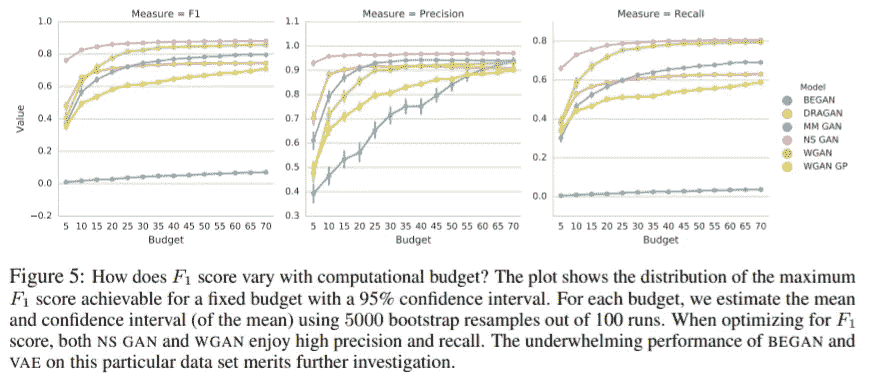 Measure = F1
Measure = Precision
Measure = Recall
1.0
0.8
0.6
0.4
0.2
0.0
−0.2
Value
5 10 15 20 25 30 35 40 45 50 55 60 65 70
Budget
1.1
1.0
0.9
0.8
0.7
0.6
0.5
0.4
0.3
5 10 15 20 25 30 35 40 45 50 55 60 65 70
Budget
0.8
0.6
0.4
0.2
0.0
5 10 15 20 25 30 35 40 45 50 55 60 65 70
Budget
Model
BEGAN
DRAGAN
MM GAN
NS GAN
WGAN
WGAN GP
Figure 5: How does F₁ score vary with computational budget? The plot shows the distribution of the maximum
F₁ score achievable for a fixed budget with a 95% confidence interval. For each budget, we estimate the mean
and confidence interval (of the mean) using 5000 bootstrap resamples out of 100 runs. When optimizing for F₁
score, both NS GAN and WGAN enjoy high precision and recall. The underwhelming performance of BEGAN and
VAE on this particular data set merits further investigation.